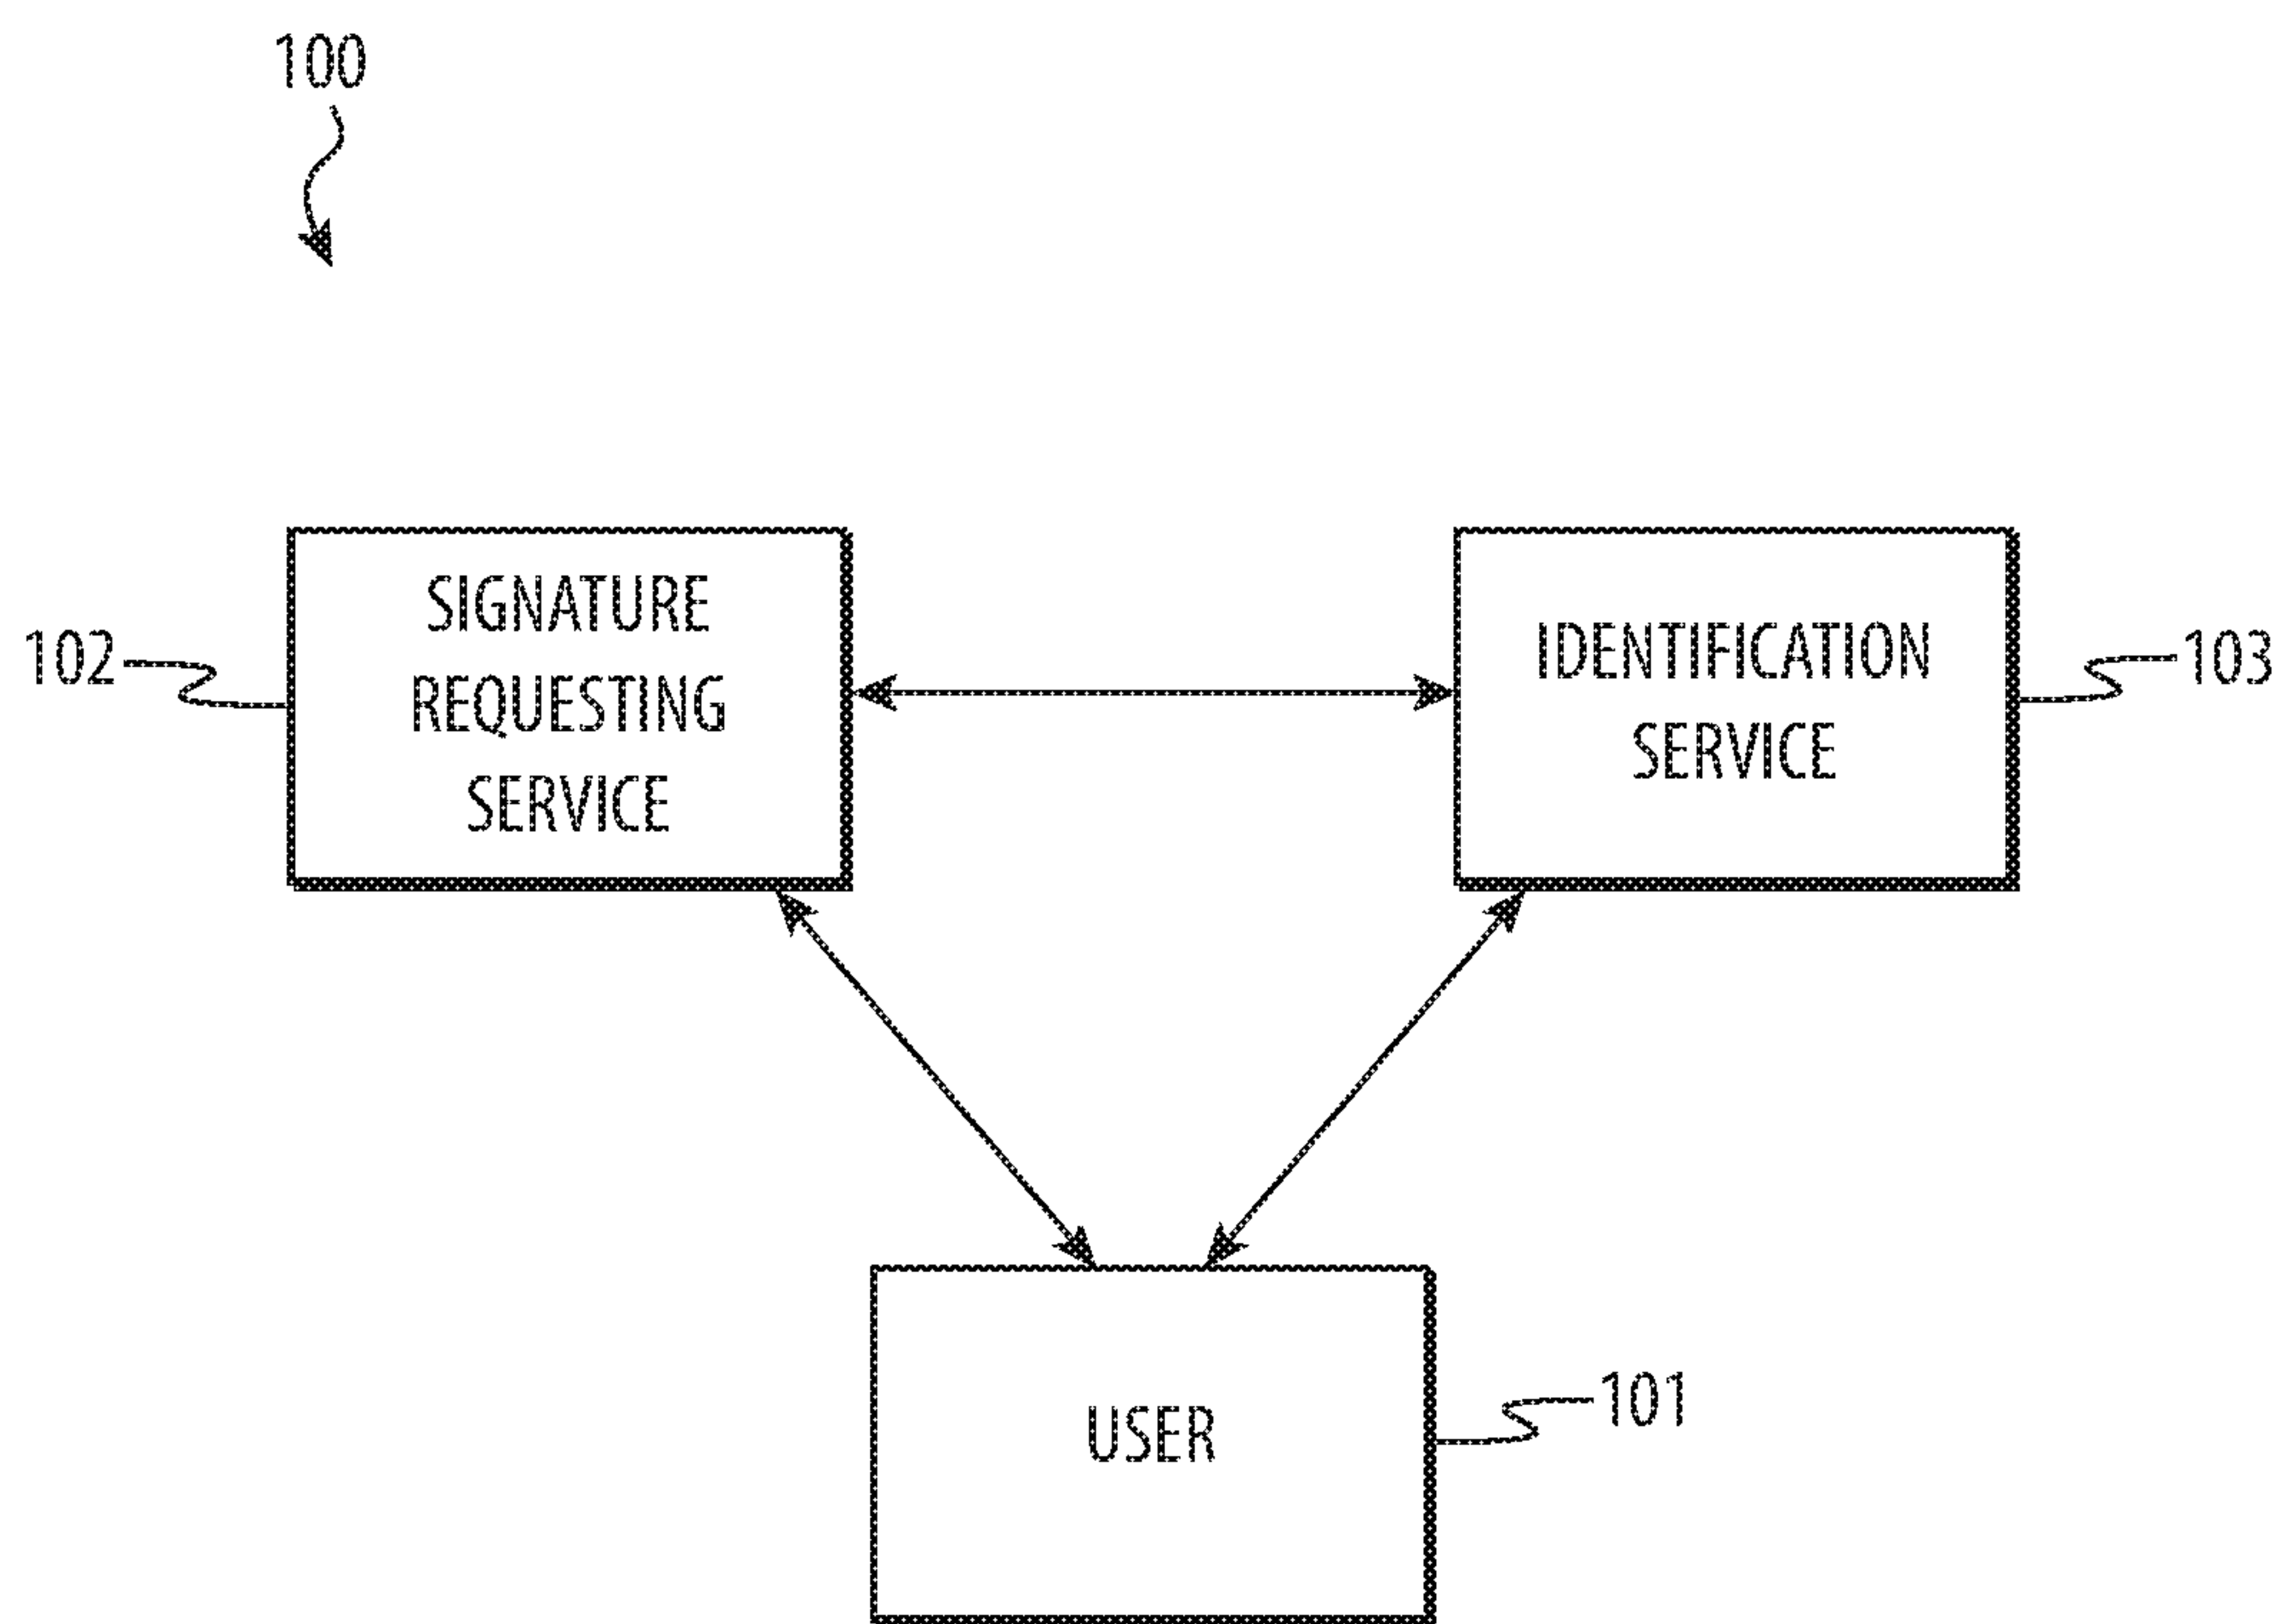 100
SIGNATURE
REQUESTING
SERVICE
102
IDENTIFICATION
SERVICE
103
USER
101